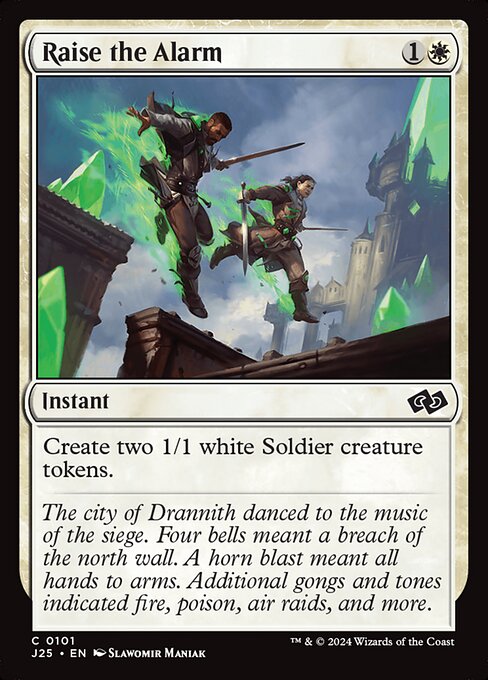 Raise the Alarm 1
Instant
Create two 1/1 white Soldier creature
tokens.
The city of Drannith danced to the music
of the siege. Four bells meant a breach of
the north wall. A horn blast meant all
hands to arms. Additional gongs and tones
indicated fire, poison, air raids, and more.
C 0101
J25 • EN Slawomir Maniak
™ & © 2024 Wizards of the Coast